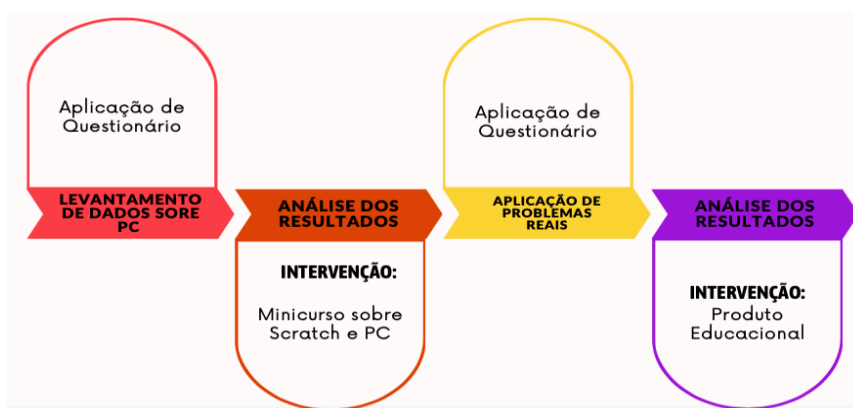 Aplicação de
Questionário
LEVANTAMENTO
DE DADOS SORE
PC
ANÁLISE DOS
RESULTADOS
INTERVENÇÃO:
Minicurso sobre
Scratch e PC
Aplicação de
Questionário
APLICAÇÃO DE
PROBLEMAS
REAIS
ANÁLISE DOS
RESULTADOS
INTERVENÇÃO:
Produto
Educacional